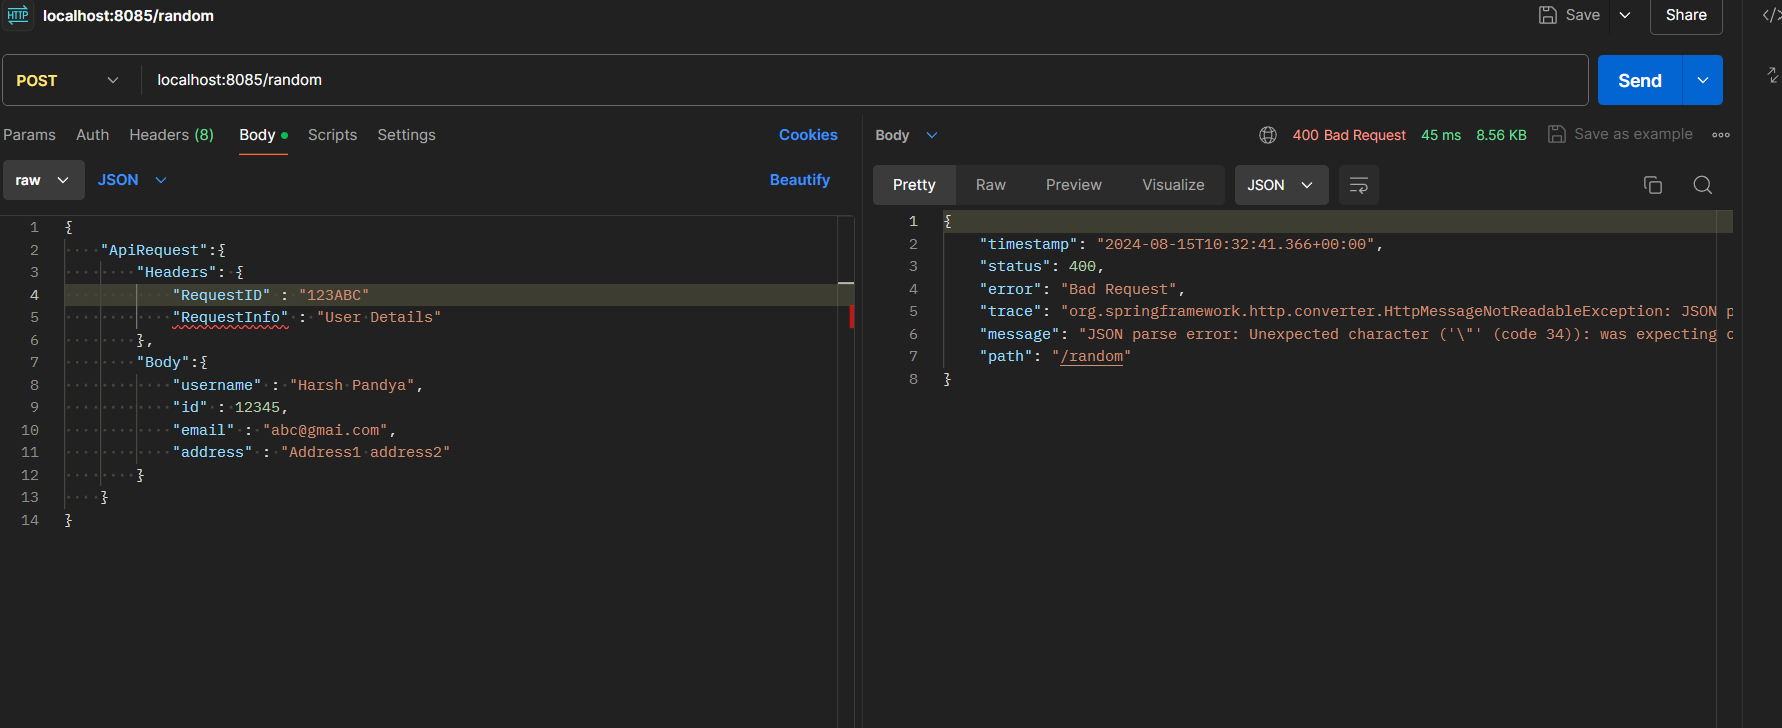 HTTP localhost:8085/random
Save
Share
POST
localhost:8085/random
Send
Params Auth Headers (8) Body Scripts Settings Cookies
raw JSON Beautify
1 {
2 "ApiRequest":{
3 "Headers": {
4 "RequestID" : "123ABC"
5 "RequestInfo" : "User Details"
6 },
7 "Body":{
8 "username" : "Harsh Pandya",
9 "id" : 12345,
10 "email" : "abc@gmai.com",
11 "address" : "Address1 address2"
12 }
13 }
14 }
Body 400 Bad Request 45 ms 8.56 KB Save as example
Pretty Raw Preview Visualize JSON
1 {
2 "timestamp": "2024-08-15T10:32:41.366+00:00",
3 "status": 400,
4 "error": "Bad Request",
5 "trace": "org.springframework.http.converter.HttpMessageNotReadableException: JSON p
6 "message": "JSON parse error: Unexpected character ('\"' (code 34)): was expecting c
7 "path": "/random"
8 }